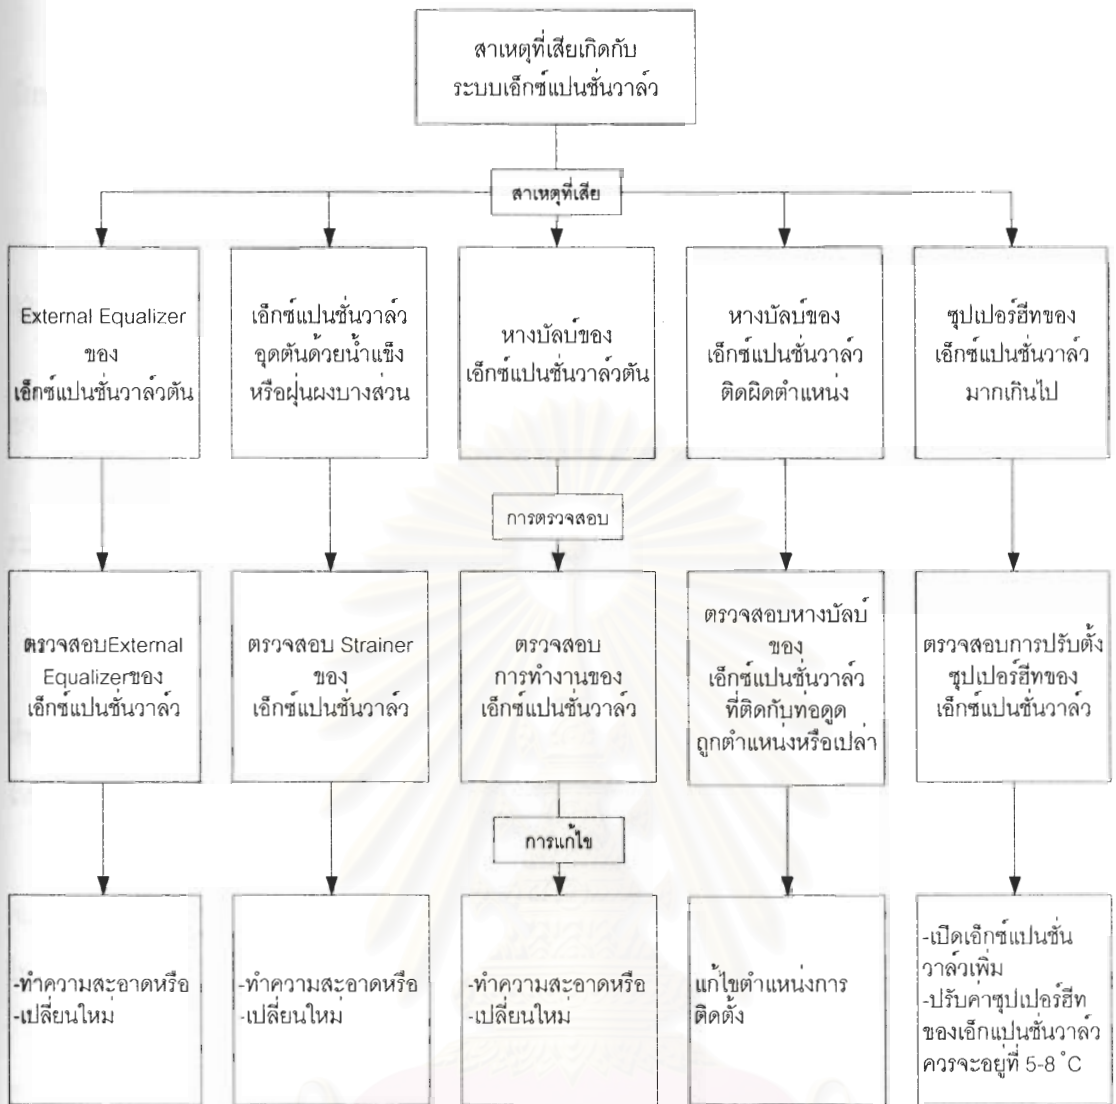 สาเหตุที่เสียเกิดกับ
ระบบเอ็กซ์แปนชั่นวาล์ว
สาเหตุที่เสีย
External Equalizer
ของ
เอ็กซ์แปนชั่นวาล์วตัน
เอ็กซ์แปนชั่นวาล์ว
อุดตันด้วยน้ำแข็ง
หรือฝุ่นผงบางส่วน
หางบัลบ์ของ
เอ็กซ์แปนชั่นวาล์วตัน
หางบัลบ์ของ
เอ็กซ์แปนชั่นวาล์ว
ติดผิดตำแหน่ง
ซุปเปอร์ฮีทของ
เอ็กซ์แปนชั่นวาล์ว
มากเกินไป
การตรวจสอบ
ตรวจสอบExternal
Equalizerของ
เอ็กซ์แปนชั่นวาล์ว
ตรวจสอบ Strainer
ของ
เอ็กซ์แปนชั่นวาล์ว
ตรวจสอบ
การทำงานของ
เอ็กซ์แปนชั่นวาล์ว
ตรวจสอบหางบัลบ์
ของ
เอ็กซ์แปนชั่นวาล์ว
ที่ติดกับท่อดูด
ถูกตำแหน่งหรือเปล่า
ตรวจสอบการปรับตั้ง
ซุปเปอร์ฮีทของ
เอ็กซ์แปนชั่นวาล์ว
การแก้ไข
-ทำความสะอาดหรือ
-เปลี่ยนใหม่
-ทำความสะอาดหรือ
-เปลี่ยนใหม่
-ทำความสะอาดหรือ
-เปลี่ยนใหม่
แก้ไขตำแหน่งการ
ติดตั้ง
-เปิดเอ็กซ์แปนชั่น
วาล์วเพิ่ม
-ปรับค่าซุปเปอร์ฮีท
ของเอ็กแปนชั่นวาล์ว
ควรจะอยู่ที่ 5-8 ˚C